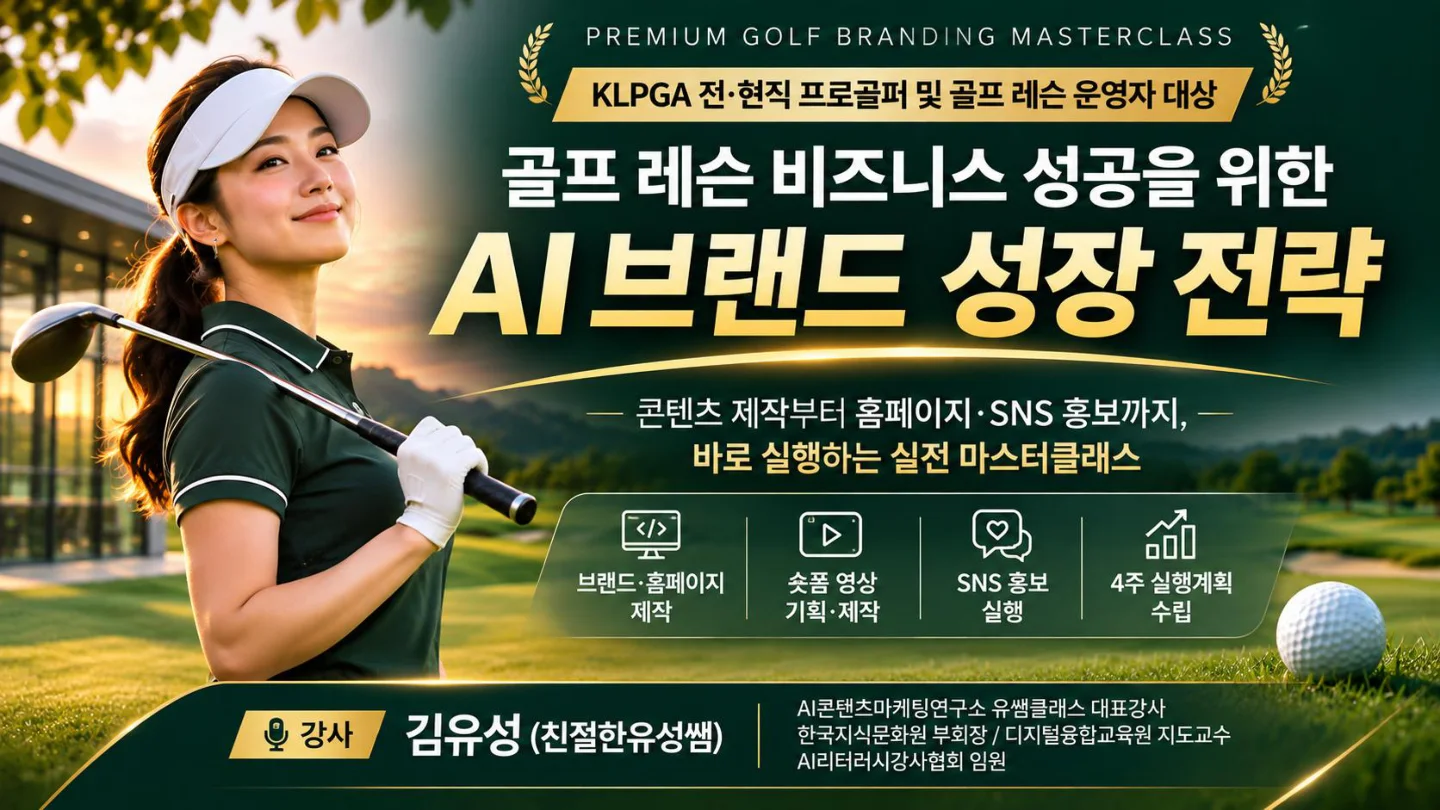 PREMIUM GOLF BRANDING MASTERCLASS
KLPGA 전·현직 프로골퍼 및 골프 레슨 운영자 대상
골프 레슨 비즈니스 성공을 위한
AI 브랜드 성장 전략
콘텐츠 제작부터 홈페이지·SNS 홍보까지,
바로 실행하는 실전 마스터클래스
브랜드·홈페이지
제작
숏폼 영상
기획·제작
SNS 홍보
실행
4주 실행계획
수립
강사
김유성 (친절한유성쌤)
AI콘텐츠마케팅연구소 유쌤클래스 대표강사
한국지식문화원 부회장 / 디지털융합교육원 지도교수
AI리터러시강사협회 임원